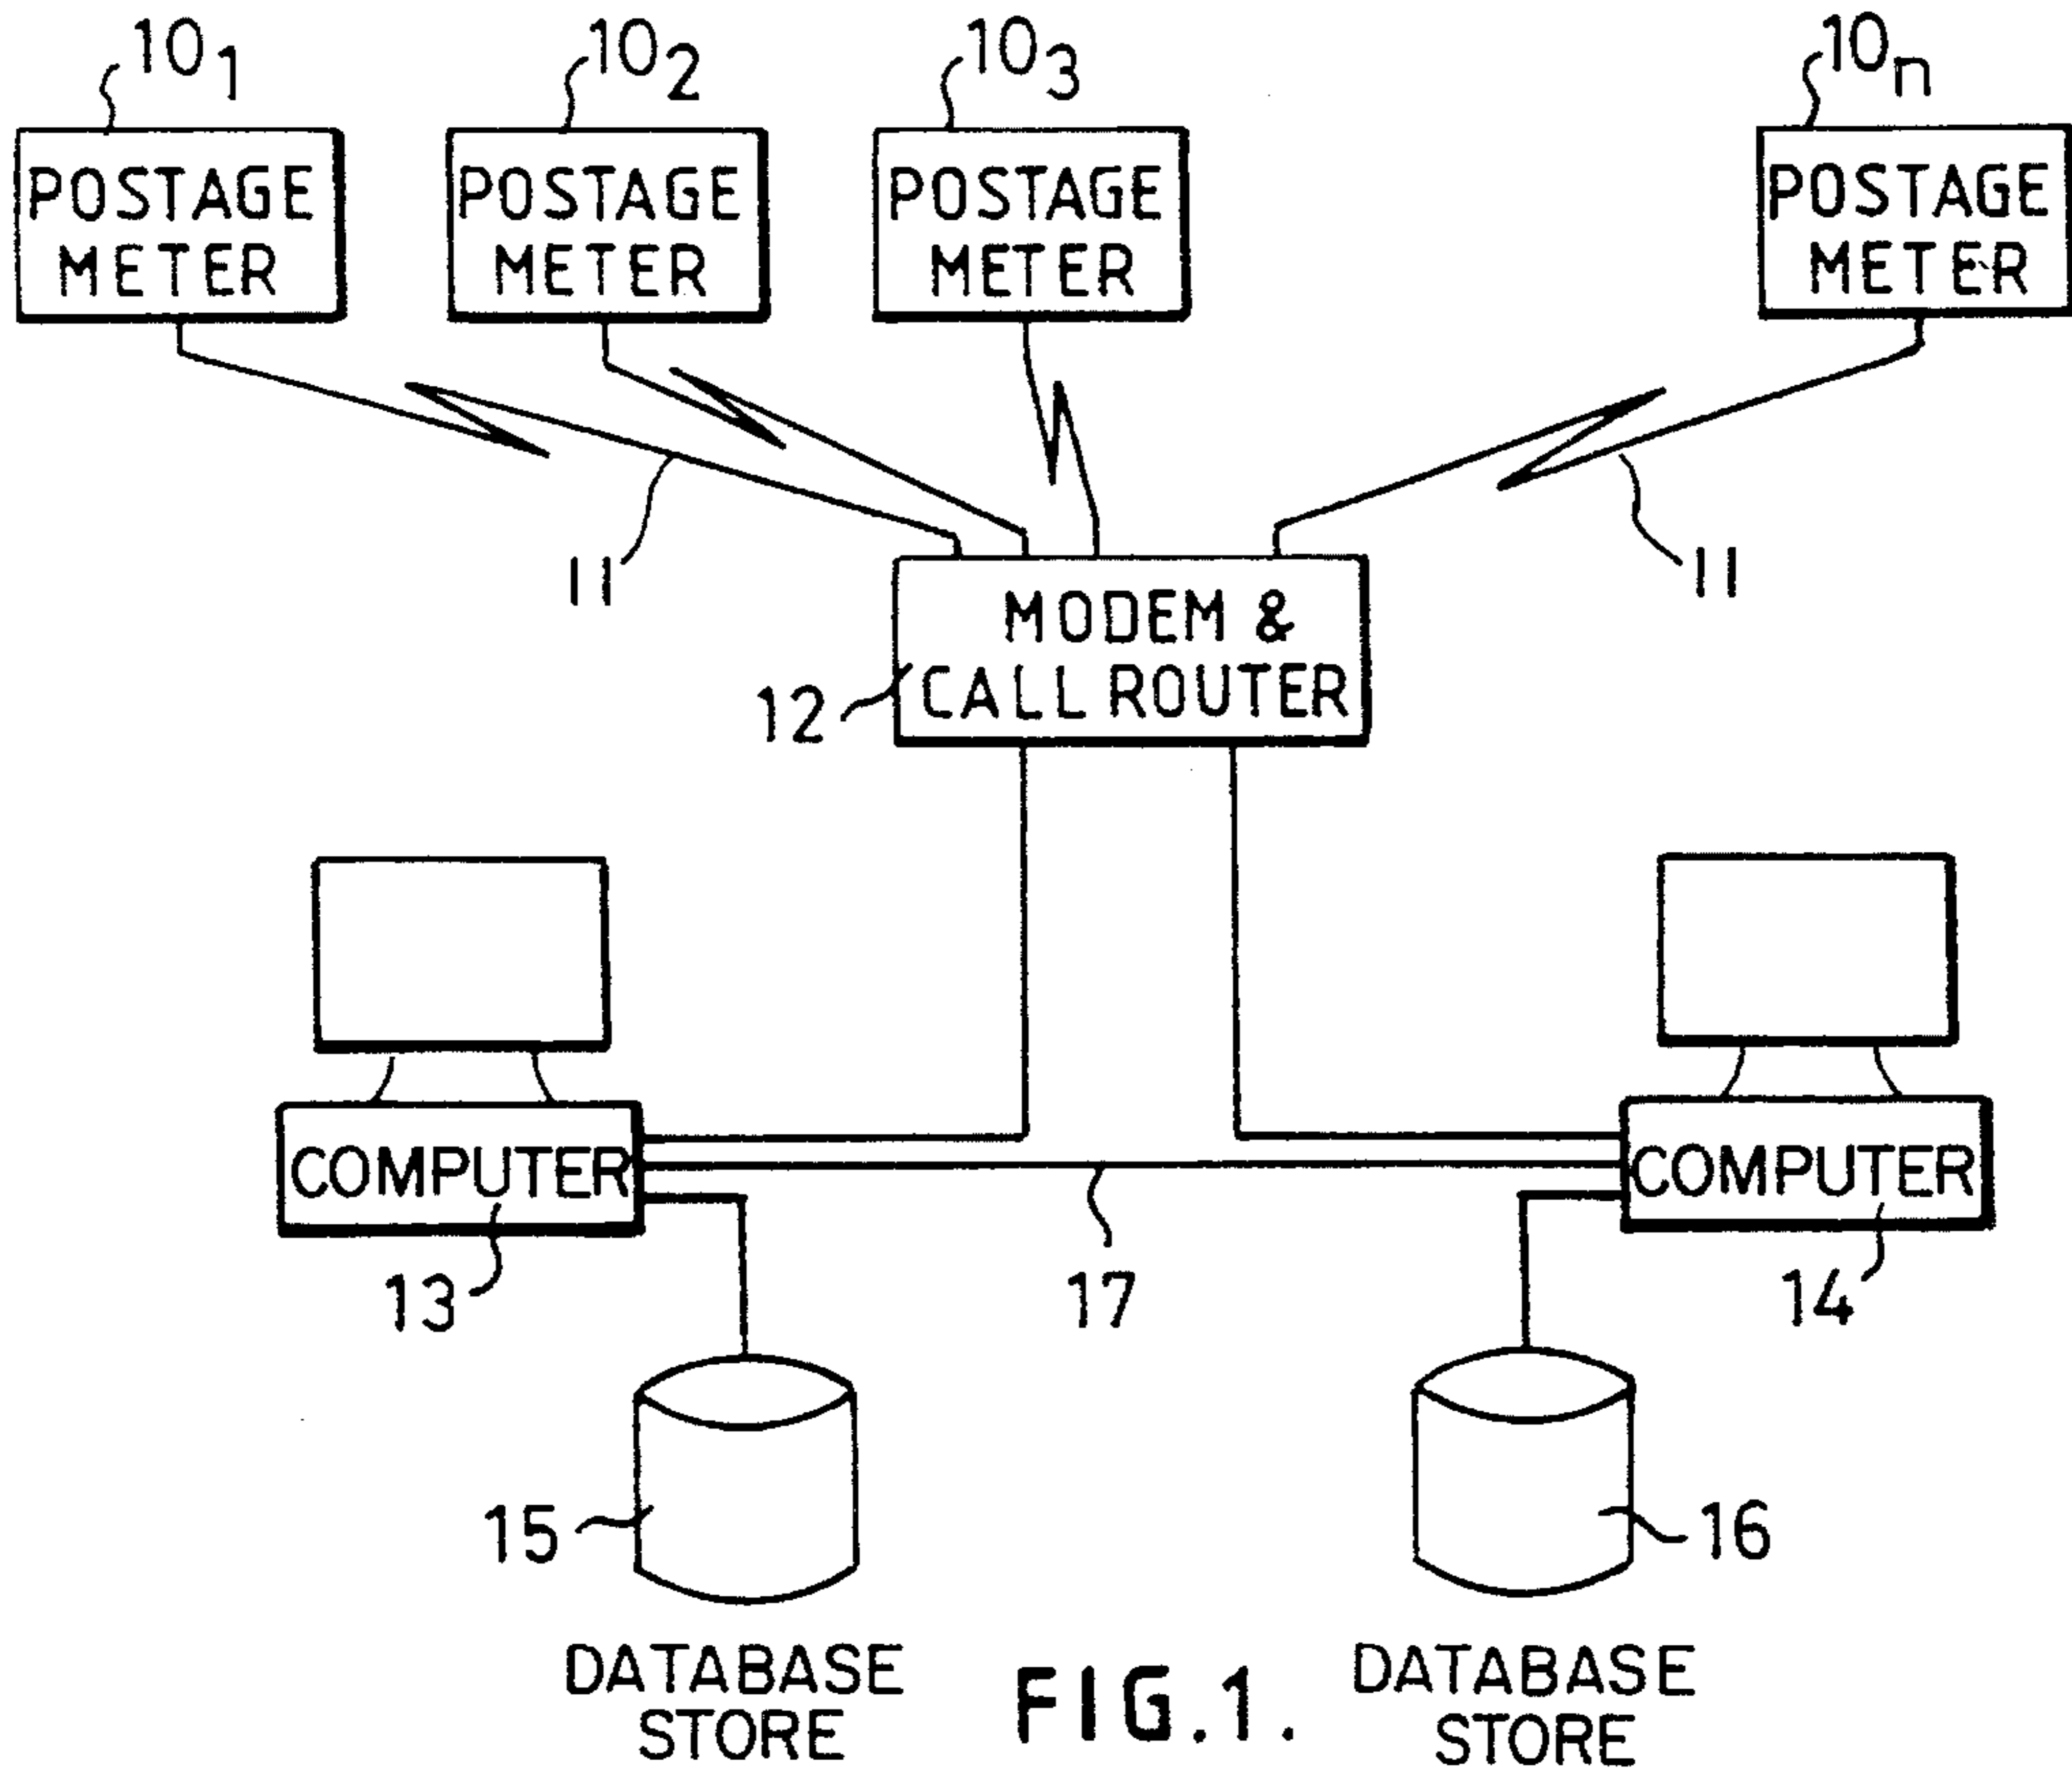 10₁
10₂
10₃
10ₙ
POSTAGE
METER
POSTAGE
METER
POSTAGE
METER
POSTAGE
METER
11
11
MODEM &
CALL ROUTER
12
COMPUTER
COMPUTER
13
17
14
15
16
DATABASE
STORE
FIG.1.
DATABASE
STORE